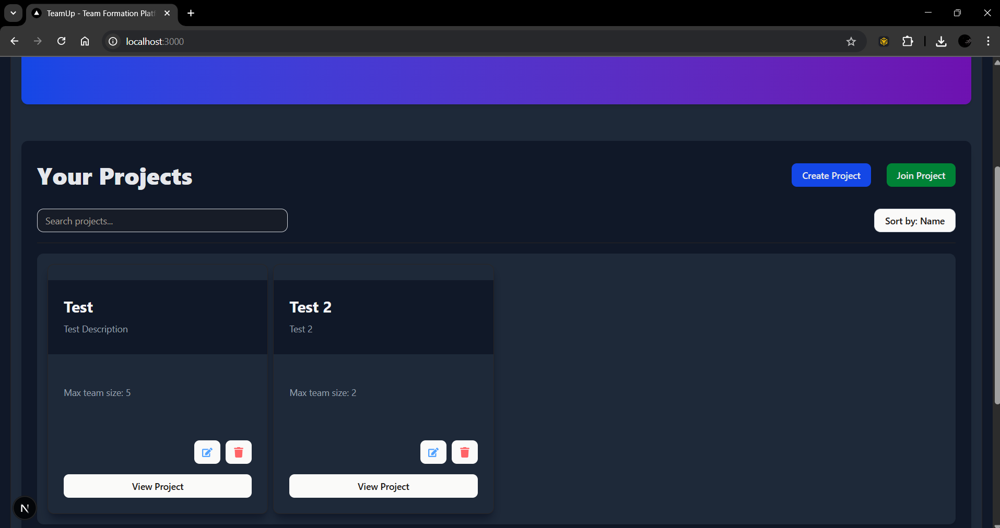 TeamUp - Team Formation Platf
localhost:3000
Your Projects
Create Project
Join Project
Search projects...
Sort by: Name
Test
Test Description
Max team size: 5
View Project
Test 2
Test 2
Max team size: 2
View Project
N